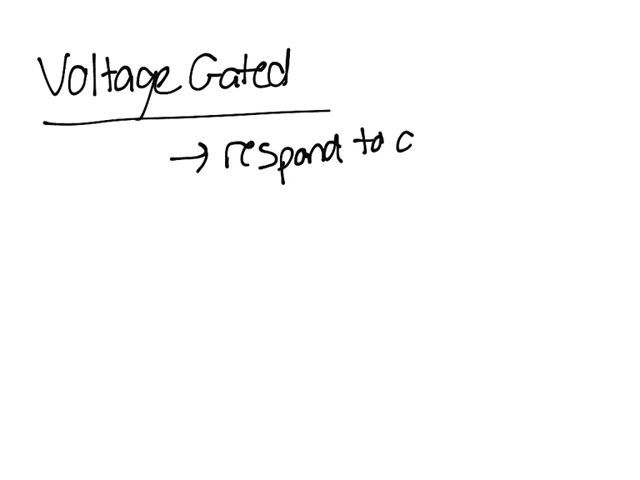 Voltage Gated
→ respond to c